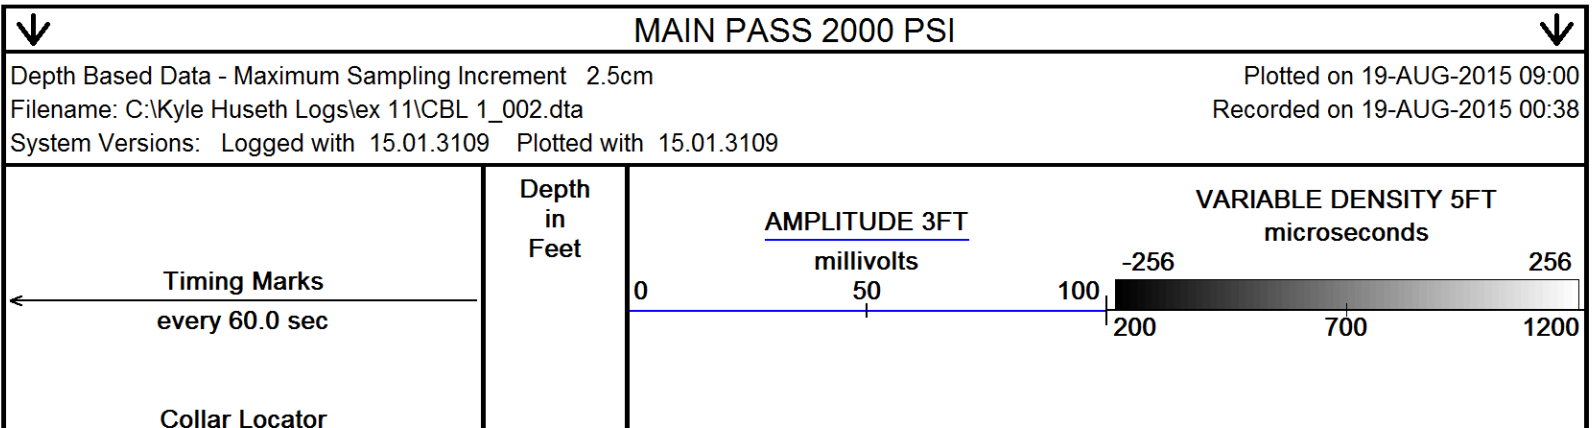 MAIN PASS 2000 PSI
Depth Based Data - Maximum Sampling Increment 2.5cm
Plotted on 19-AUG-2015 09:00
Filename: C:\Kyle Huseth Logs\ex 11\CBL 1_002.dta
Recorded on 19-AUG-2015 00:38
System Versions: Logged with 15.01.3109 Plotted with 15.01.3109
Timing Marks
every 60.0 sec
Collar Locator
Depth
in
Feet
AMPLITUDE 3FT
millivolts
0 50 100
VARIABLE DENSITY 5FT
microseconds
-256 256
200 700 1200